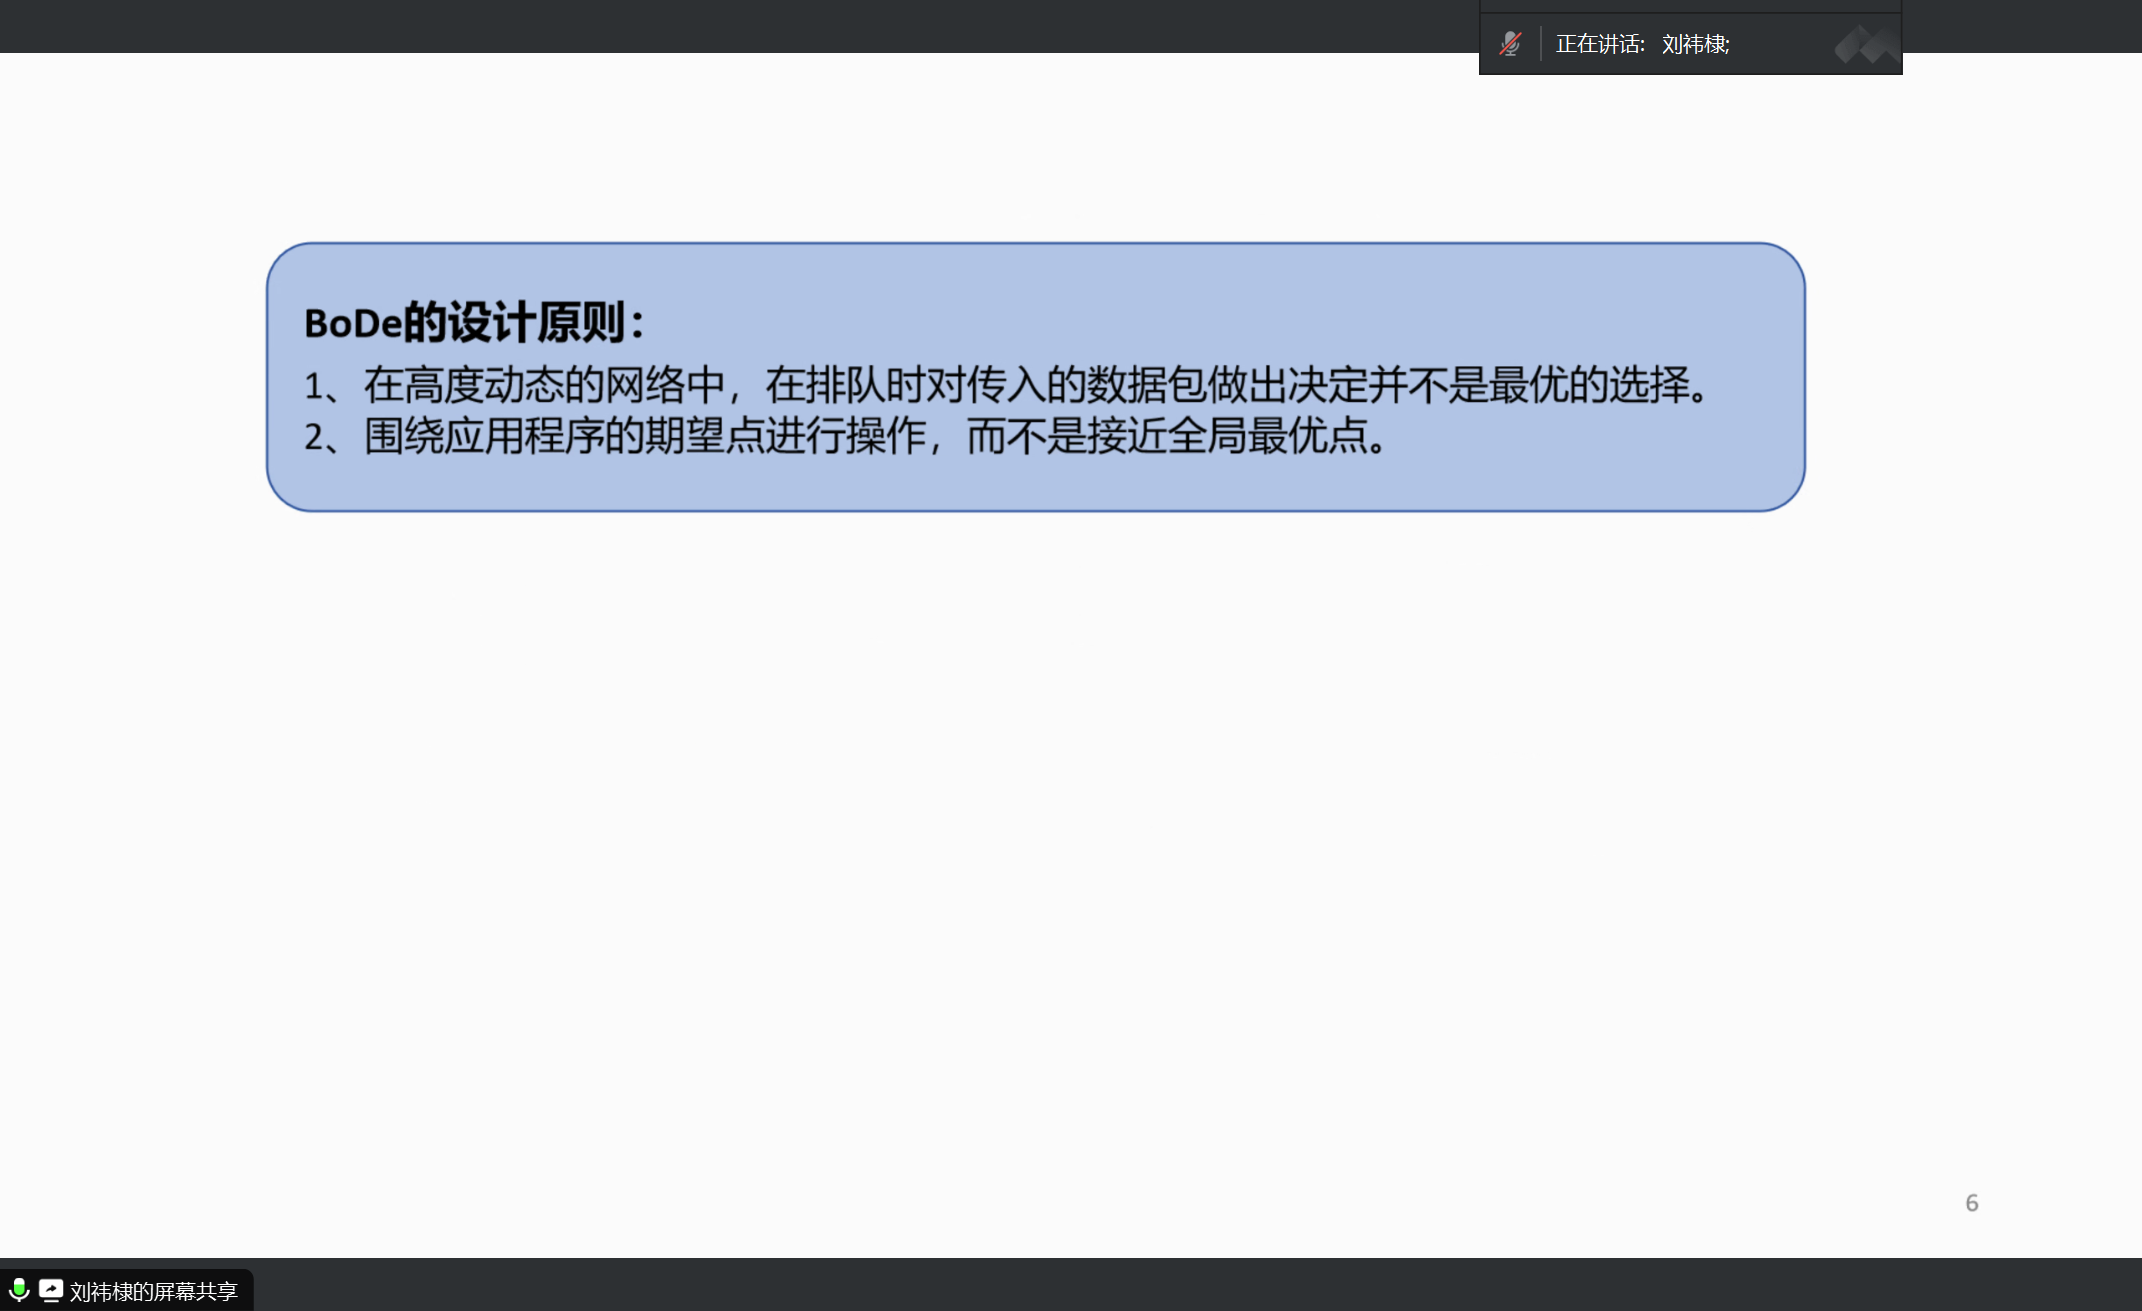 正在讲话: 刘祎棣;
BoDe的设计原则：
1、在高度动态的网络中，在排队时对传入的数据包做出决定并不是最优的选择。
2、围绕应用程序的期望点进行操作，而不是接近全局最优点。
6
刘祎棣的屏幕共享